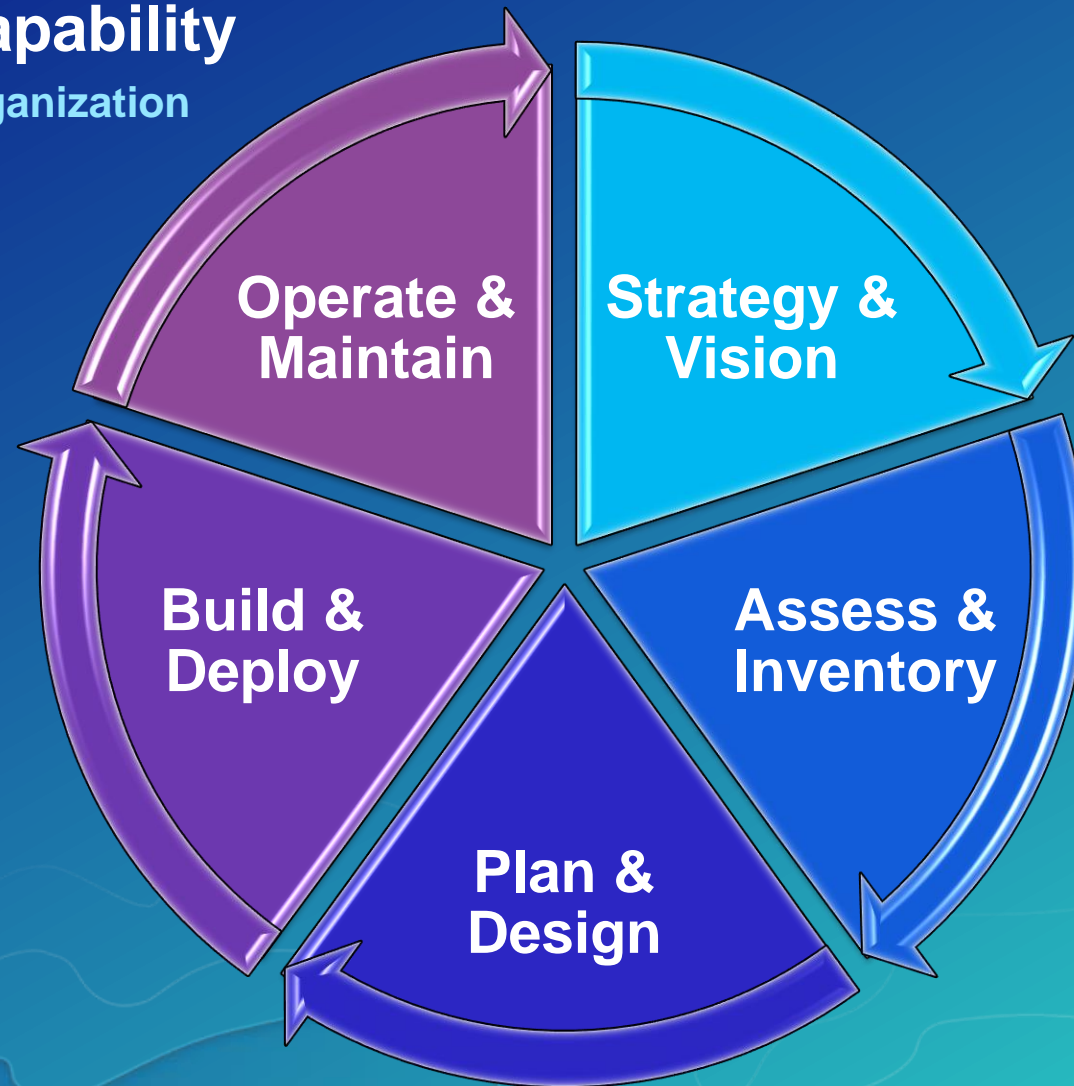 apability
ganization
Operate &
Maintain
Strategy &
Vision
Build &
Deploy
Assess &
Inventory
Plan &
Design